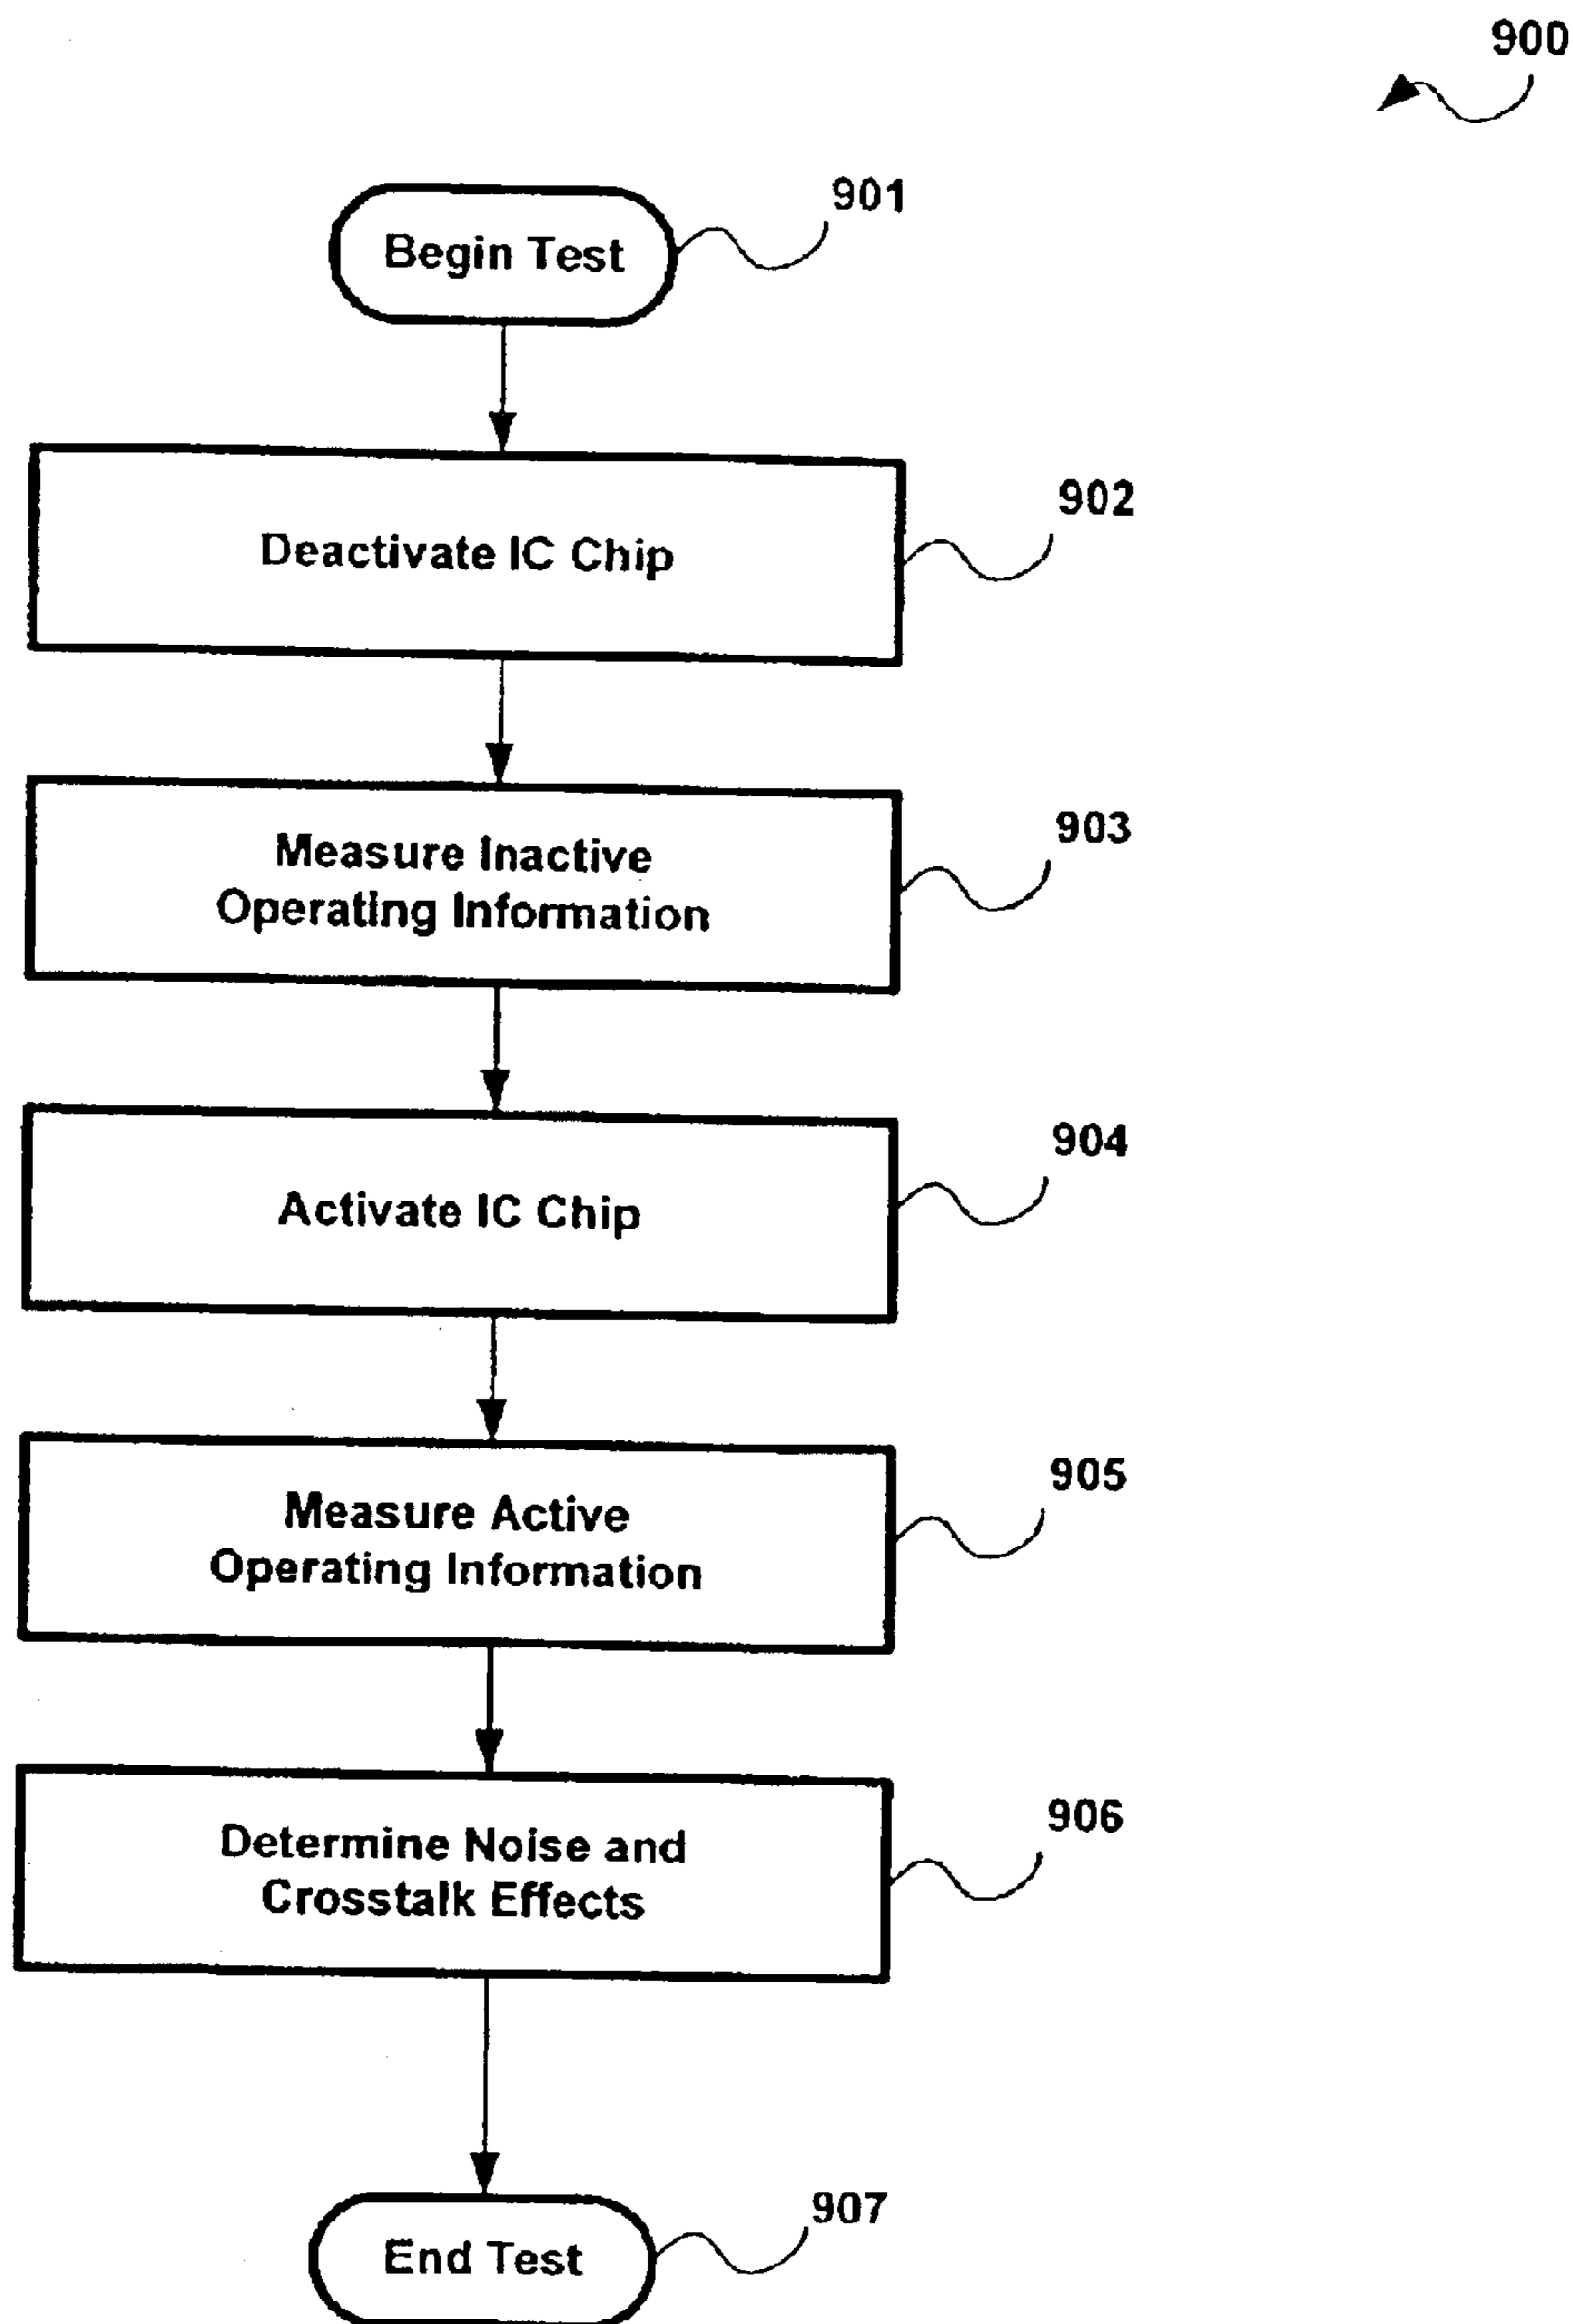 900
901
Begin Test
902
Deactivate IC Chip
903
Measure Inactive
Operating Information
904
Activate IC Chip
905
Measure Active
Operating Information
906
Determine Noise and
Crosstalk Effects
907
End Test